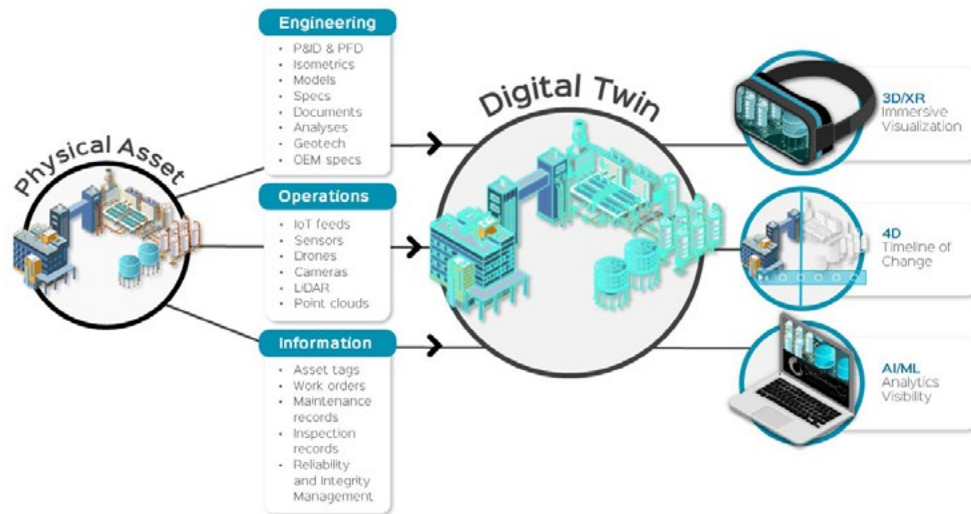 Physical Asset
Engineering
• P&ID & PFD
• Isometrics
• Models
• Specs
• Documents
• Analyses
• Geotech
• OEM specs
Operations
• IoT feeds
• Sensors
• Drones
• Cameras
• LiDAR
• Point clouds
Information
• Asset tags
• Work orders
• Maintenance
records
• Inspection
records
• Reliability
and Integrity
Management
Digital Twin
3D/XR
Immersive
Visualization
4D
Timeline of
Change
AI/ML
Analytics
Visibility